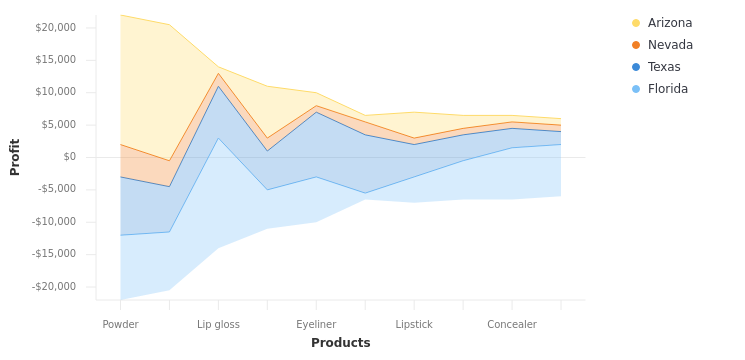 $20,000
$15,000
$10,000
$5,000
$0
-$5,000
-$10,000
-$15,000
-$20,000
Profit
Powder
Lip gloss
Eyeliner
Lipstick
Concealer
Products
Arizona
Nevada
Texas
Florida